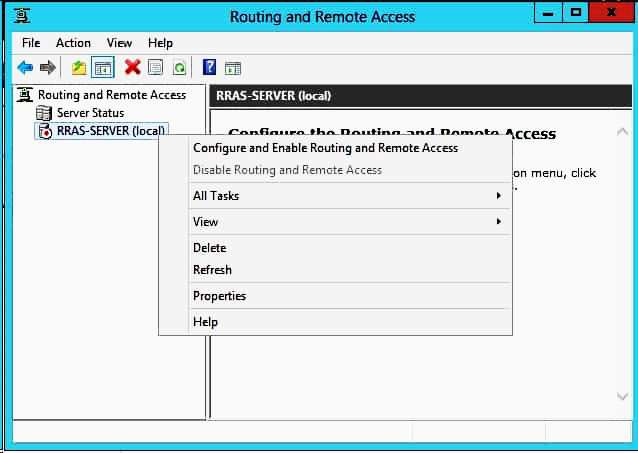 Routing and Remote Access
File Action View Help
Routing and Remote Access
Server Status
RRAS-SERVER (local)
RRAS-SERVER (local)
Configure the Routing and Remote Access
on menu, click
Configure and Enable Routing and Remote Access
Disable Routing and Remote Access
All Tasks
View
Delete
Refresh
Properties
Help